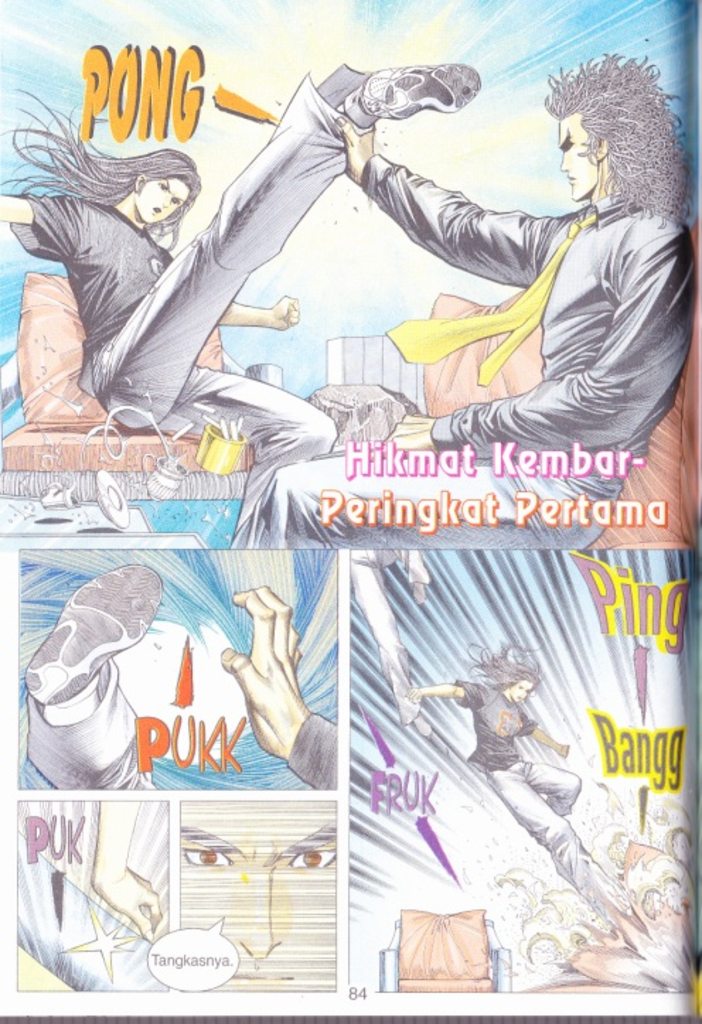 PONG
Hikmat Kembar-
Peringkat Pertama
PUKK
PUK
Tangkasnya.
Ping
Bangg
FRUK
84